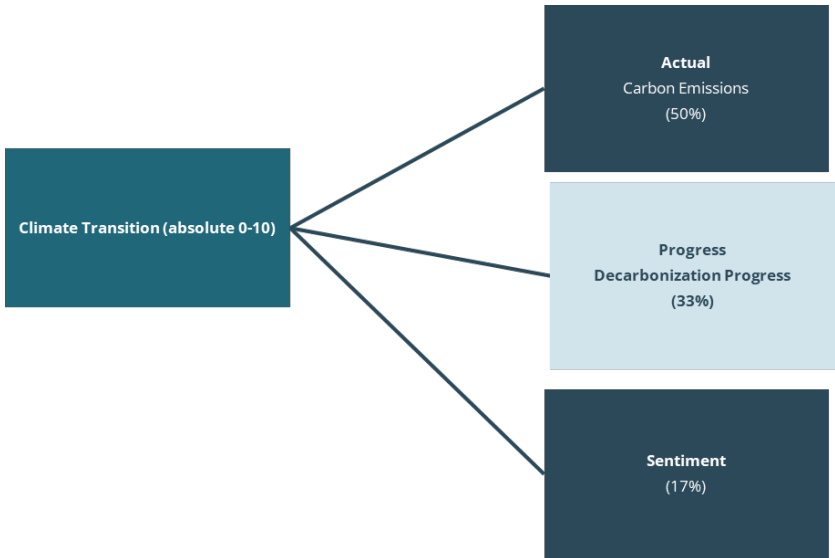 Climate Transition (absolute 0-10)
Actual
Carbon Emissions
(50%)
Progress
Decarbonization Progress
(33%)
Sentiment
(17%)